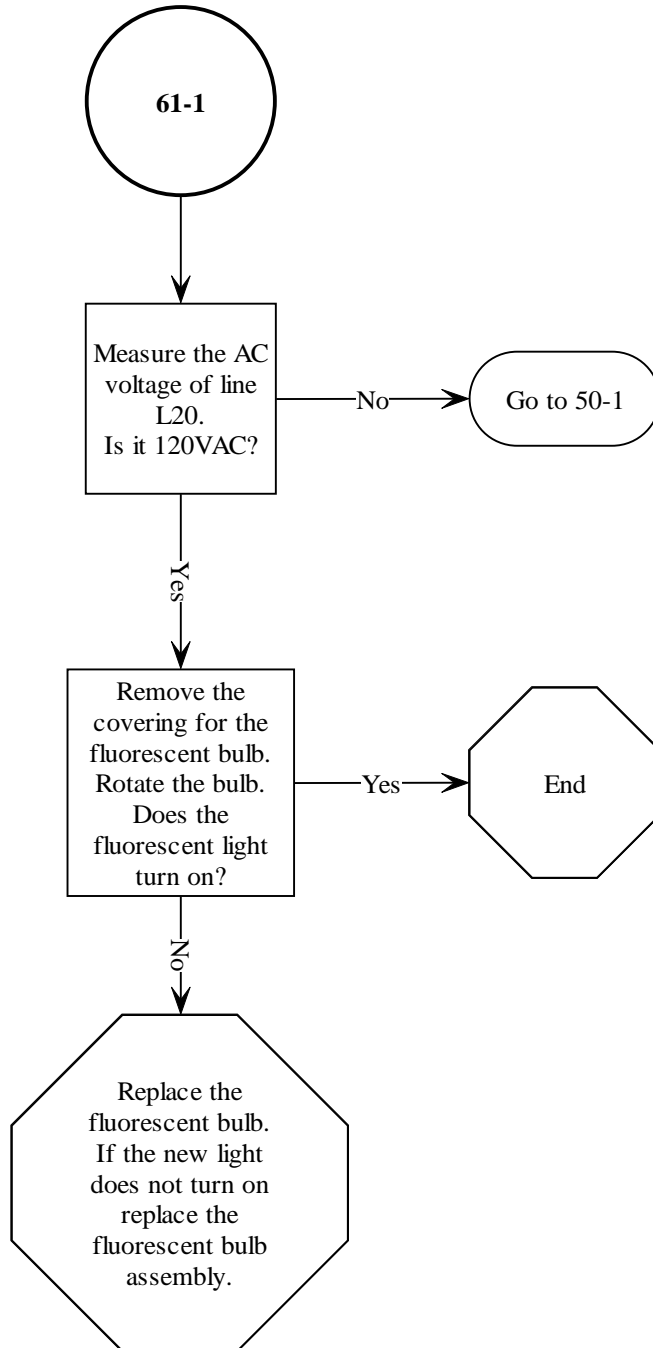 61-1
Measure the AC
voltage of line
L20.
Is it 120VAC?
No
Go to 50-1
Yes
Remove the
covering for the
fluorescent bulb.
Rotate the bulb.
Does the
fluorescent light
turn on?
Yes
End
No
Replace the
fluorescent bulb.
If the new light
does not turn on
replace the
fluorescent bulb
assembly.